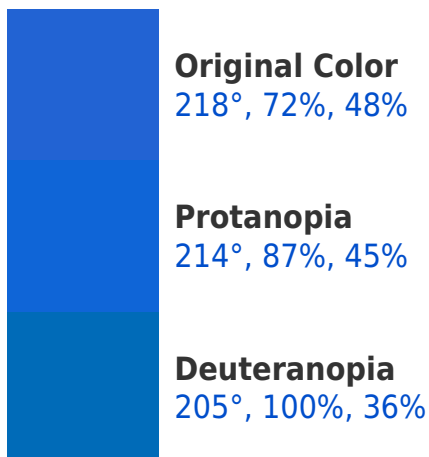 Original Color
218°, 72%, 48%
Protanopia
214°, 87%, 45%
Deuteranopia
205°, 100%, 36%